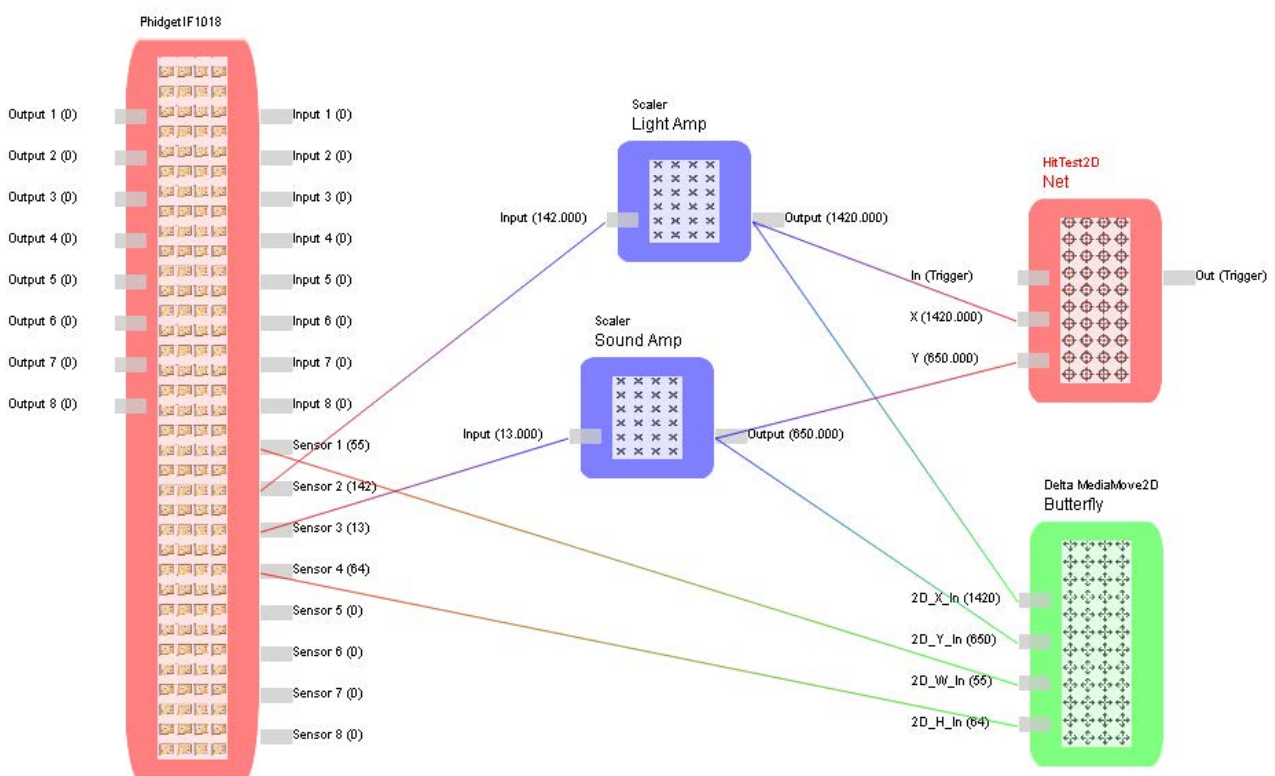 PhidgetIF1018
Output 1 (0)
Output 2 (0)
Output 3 (0)
Output 4 (0)
Output 5 (0)
Output 6 (0)
Output 7 (0)
Output 8 (0)
Input 1 (0)
Input 2 (0)
Input 3 (0)
Input 4 (0)
Input 5 (0)
Input 6 (0)
Input 7 (0)
Input 8 (0)
Sensor 1 (55)
Sensor 2 (142)
Sensor 3 (13)
Sensor 4 (64)
Sensor 5 (0)
Sensor 6 (0)
Sensor 7 (0)
Sensor 8 (0)
Scaler
Light Amp
Input (142.000)
Output (1420.000)
Scaler
Sound Amp
Input (13.000)
Output (650.000)
HitTest2D
Net
In (Trigger)
X (1420.000)
Y (650.000)
Out (Trigger)
Delta MediaMove2D
Butterfly
2D_X_In (1420)
2D_Y_In (650)
2D_W_In (55)
2D_H_In (64)